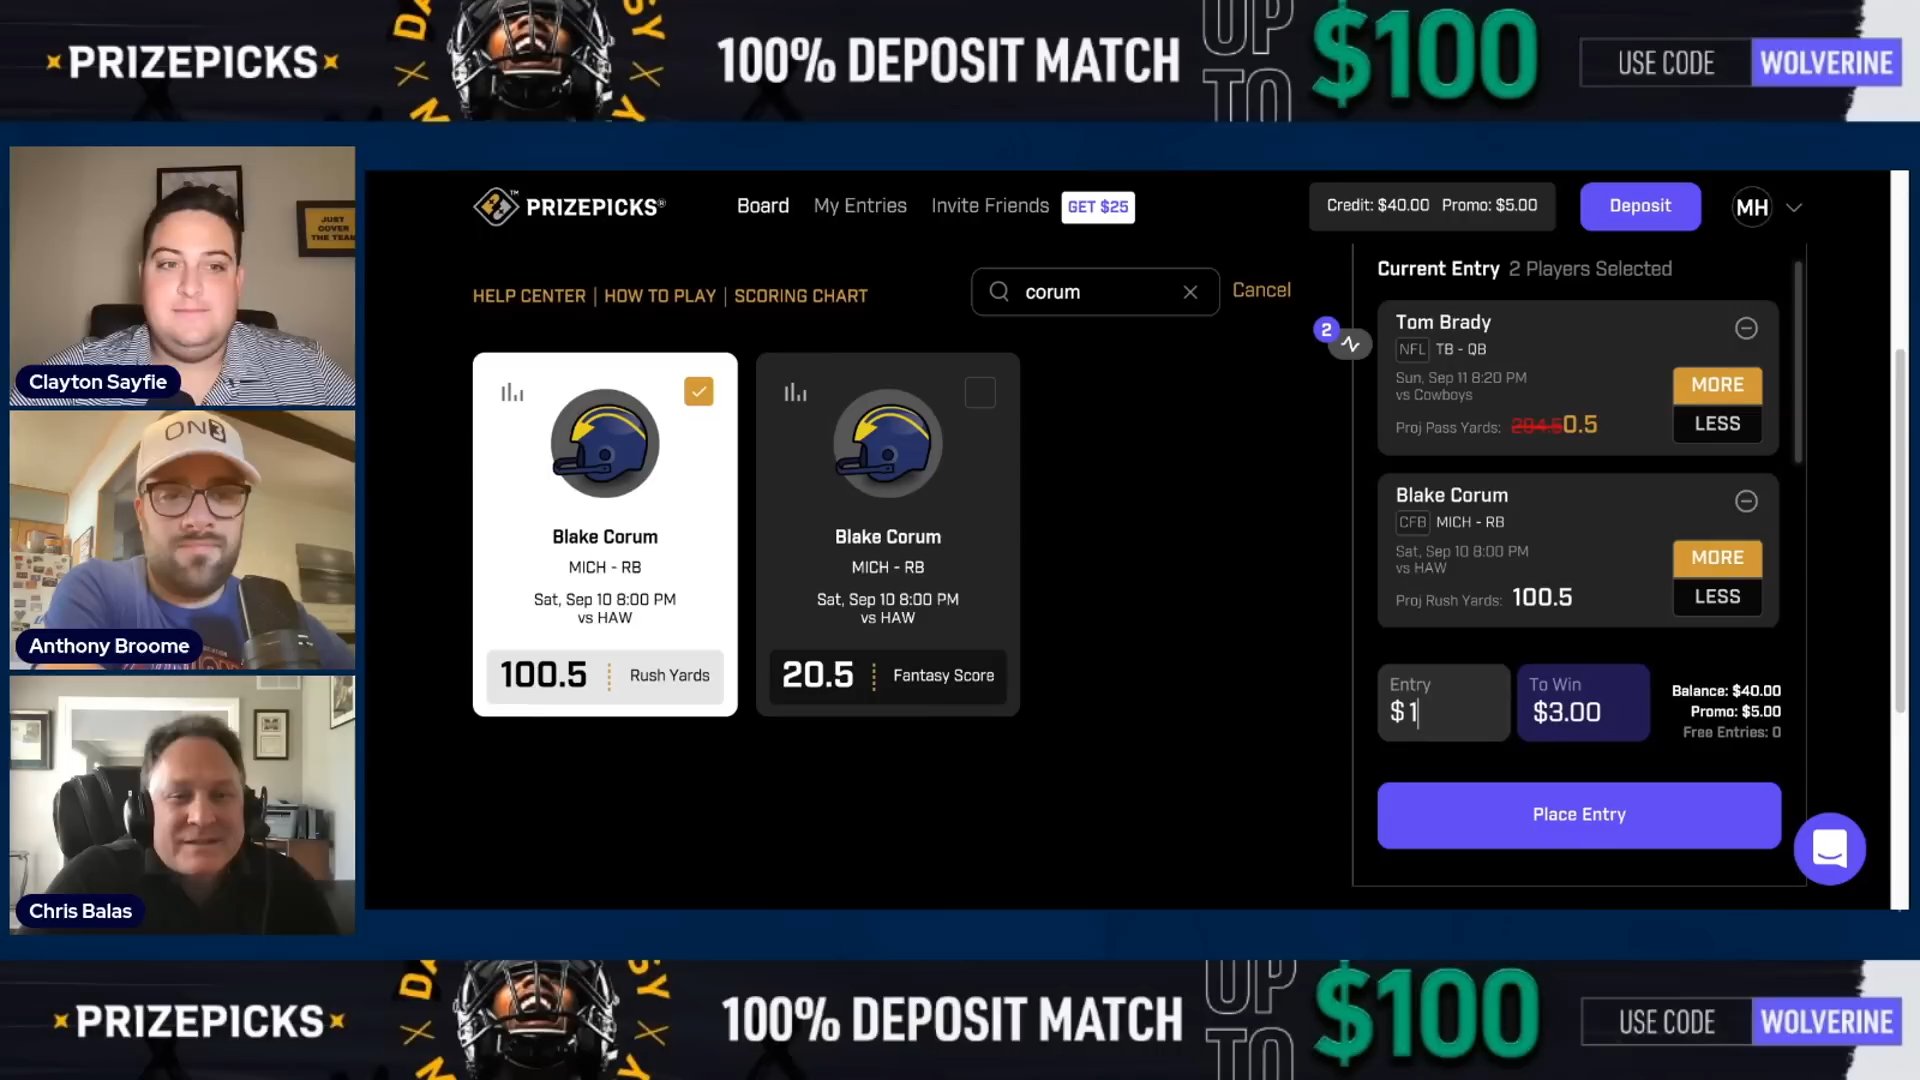 PRIZEPICKS
100% DEPOSIT MATCH
UP TO
$100
USE CODE
WOLVERINE
JUST
COVER
THE TEAM
Clayton Sayfie
ON3
Anthony Broome
Chris Balas
PRIZEPICKS®
Board
My Entries
Invite Friends
GET $25
Credit: $40.00 Promo: $5.00
Deposit
MH
HELP CENTER | HOW TO PLAY | SCORING CHART
corum
Cancel
Blake Corum
MICH - RB
Sat, Sep 10 8:00 PM
vs HAW
100.5
Rush Yards
Blake Corum
MICH - RB
Sat, Sep 10 8:00 PM
vs HAW
20.5
Fantasy Score
2
Current Entry 2 Players Selected
Tom Brady
NFL TB - QB
Sun, Sep 11 8:20 PM
vs Cowboys
Proj Pass Yards: 0.5
MORE
LESS
Blake Corum
CFB MICH - RB
Sat, Sep 10 8:00 PM
vs HAW
Proj Rush Yards: 100.5
MORE
LESS
Entry
$1
To Win
$3.00
Balance: $40.00
Promo: $5.00
Free Entries: 0
Place Entry
PRIZEPICKS
100% DEPOSIT MATCH
UP TO
$100
USE CODE
WOLVERINE